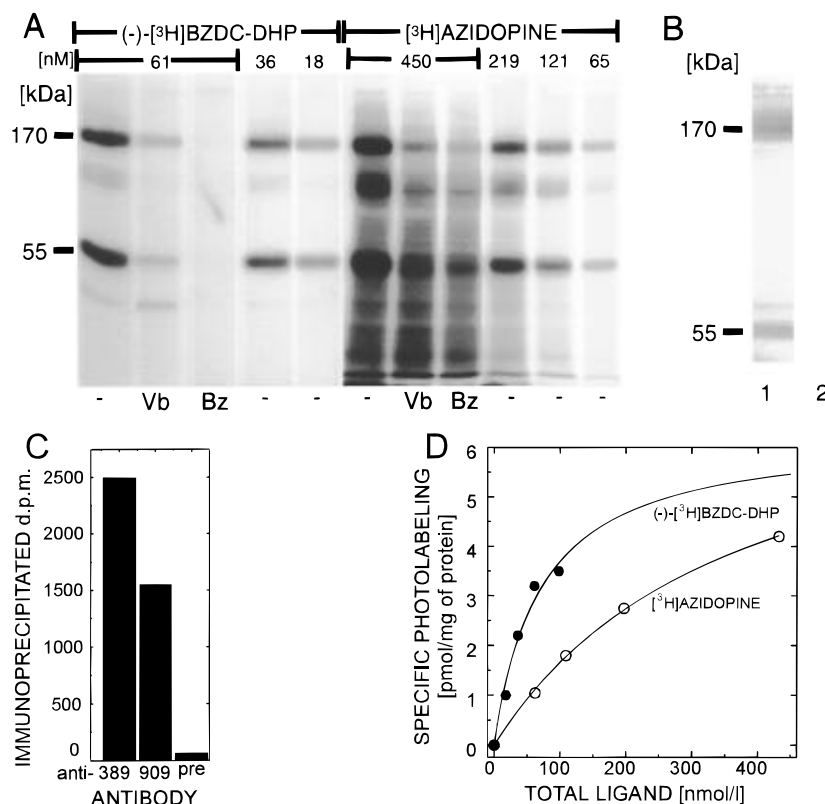 A
(-)-[³H]BZDC-DHP
[³H]AZIDOPINE
[nM] 61 36 18 450 219 121 65
[kDa]
170
55
- Vb Bz - - - Vb Bz - - -
B
[kDa]
170
55
1 2
C
IMMUNOPRECIPITATED d.p.m.
2500
2000
1500
1000
500
0
anti- 389 909 pre
ANTIBODY
D
SPECIFIC PHOTOLABELING
[pmol/mg of protein]
6
5
4
3
2
1
0
(-)-[³H]BZDC-DHP
[³H]AZIDOPINE
0 100 200 300 400
TOTAL LIGAND [nmol/l]